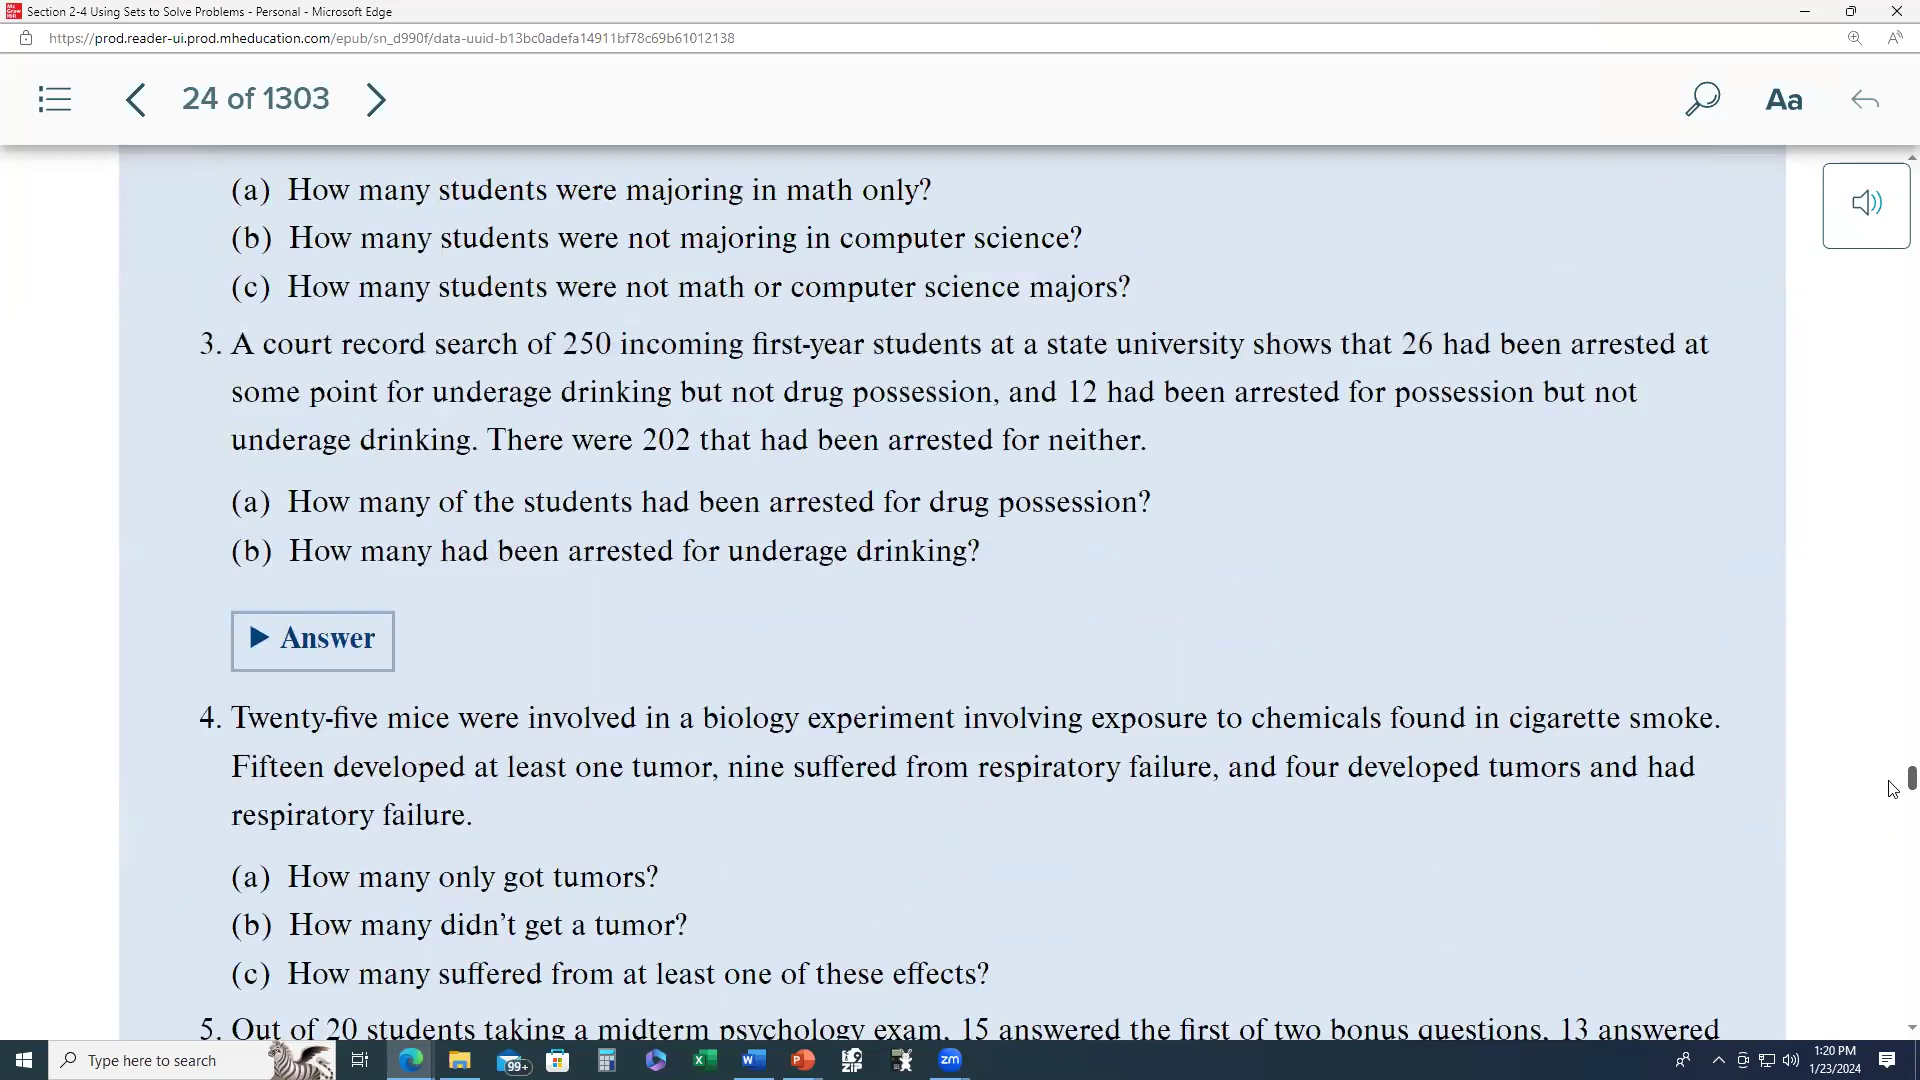 Section 2-4 Using Sets to Solve Problems - Personal - Microsoft Edge
https://prod.reader-ui.prod.mheducation.com/epub/sn_d990f/data-uuid-b13bc0adefa14911bf78c69b61012138
24 of 1303
Aa
(a) How many students were majoring in math only?
(b) How many students were not majoring in computer science?
(c) How many students were not math or computer science majors?
3. A court record search of 250 incoming first-year students at a state university shows that 26 had been arrested at
some point for underage drinking but not drug possession, and 12 had been arrested for possession but not
underage drinking. There were 202 that had been arrested for neither.
(a) How many of the students had been arrested for drug possession?
(b) How many had been arrested for underage drinking?
Answer
4. Twenty-five mice were involved in a biology experiment involving exposure to chemicals found in cigarette smoke.
Fifteen developed at least one tumor, nine suffered from respiratory failure, and four developed tumors and had
respiratory failure.
(a) How many only got tumors?
(b) How many didn't get a tumor?
(c) How many suffered from at least one of these effects?
5. Out of 20 students taking a midterm psychology exam, 15 answered the first of two bonus questions, 13 answered
Type here to search
99+
zm
1:20 PM
1/23/2024